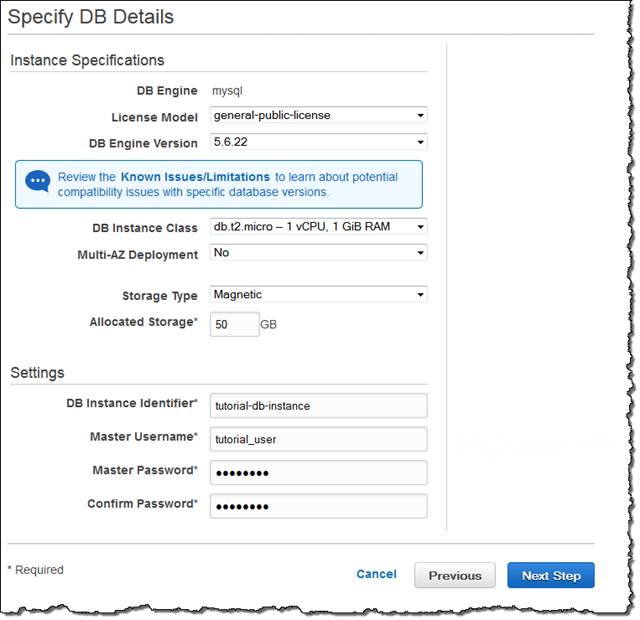 Specify DB Details
Instance Specifications
DB Engine mysql
License Model general-public-license
DB Engine Version 5.6.22
Review the Known Issues/Limitations to learn about potential
compatibility issues with specific database versions.
DB Instance Class db.t2.micro – 1 vCPU, 1 GiB RAM
Multi-AZ Deployment No
Storage Type Magnetic
Allocated Storage* 50 GB
Settings
DB Instance Identifier* tutorial-db-instance
Master Username* tutorial_user
Master Password* ●●●●●●●●
Confirm Password* ●●●●●●●●
* Required Cancel Previous Next Step